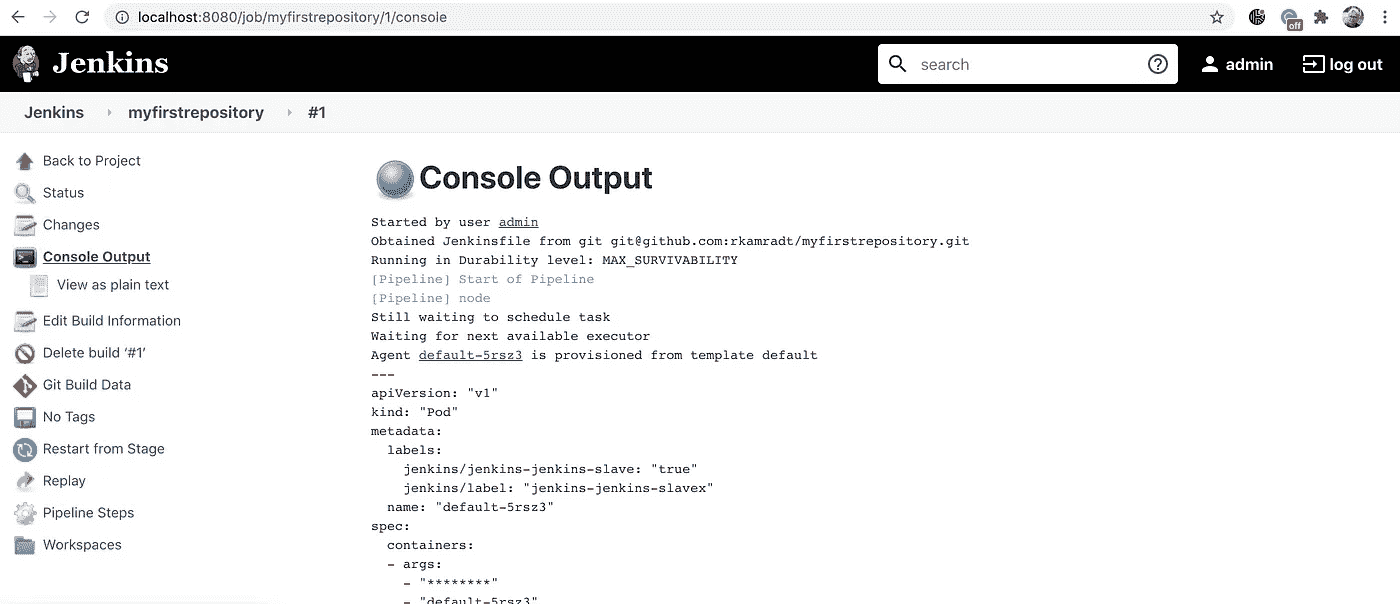 localhost:8080/job/myfirstrepository/1/console
off
Jenkins
search
admin
log out
Jenkins
myfirstrepository
#1
Back to Project
Status
Changes
Console Output
View as plain text
Edit Build Information
Delete build ‘#1’
Git Build Data
No Tags
Restart from Stage
Replay
Pipeline Steps
Workspaces
Console Output
Started by user admin
Obtained Jenkinsfile from git git@github.com:rkamradt/myfirstrepository.git
Running in Durability level: MAX_SURVIVABILITY
[Pipeline] Start of Pipeline
[Pipeline] node
Still waiting to schedule task
Waiting for next available executor
Agent default-5rsz3 is provisioned from template default
---
apiVersion: "v1"
kind: "Pod"
metadata:
  labels:
    jenkins/jenkins-jenkins-slave: "true"
    jenkins/label: "jenkins-jenkins-slavex"
  name: "default-5rsz3"
spec:
  containers:
  - args:
    - "********"
    - "default-5rsz3"